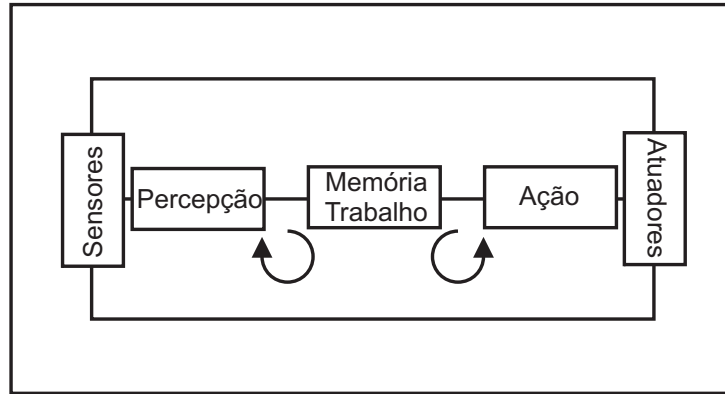 Sensores
Percepção
Memória
Trabalho
Ação
Atuadores